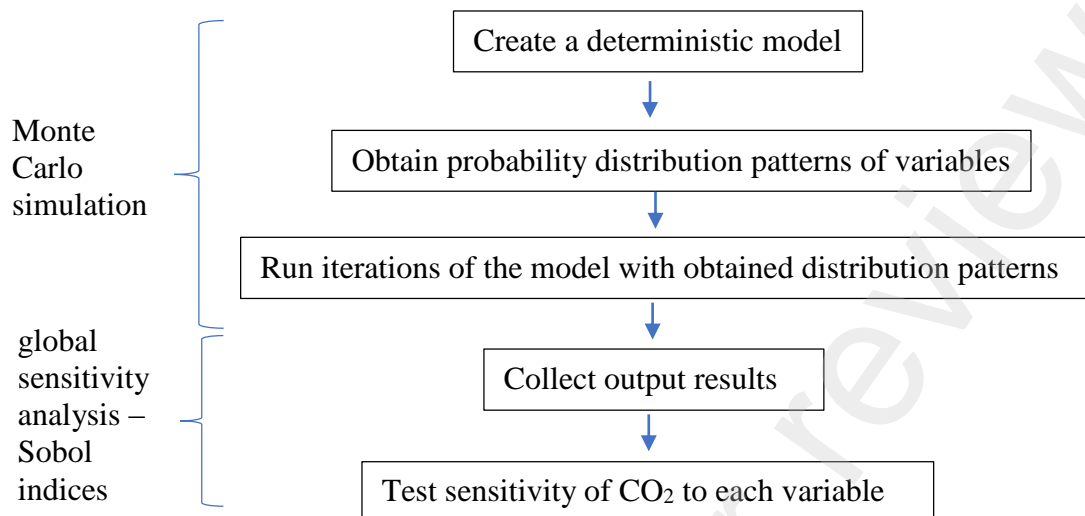 Create a deterministic model
Monte
Carlo
simulation
Obtain probability distribution patterns of variables
Run iterations of the model with obtained distribution patterns
global
sensitivity
analysis –
Sobol
indices
Collect output results
Test sensitivity of CO₂ to each variable
review